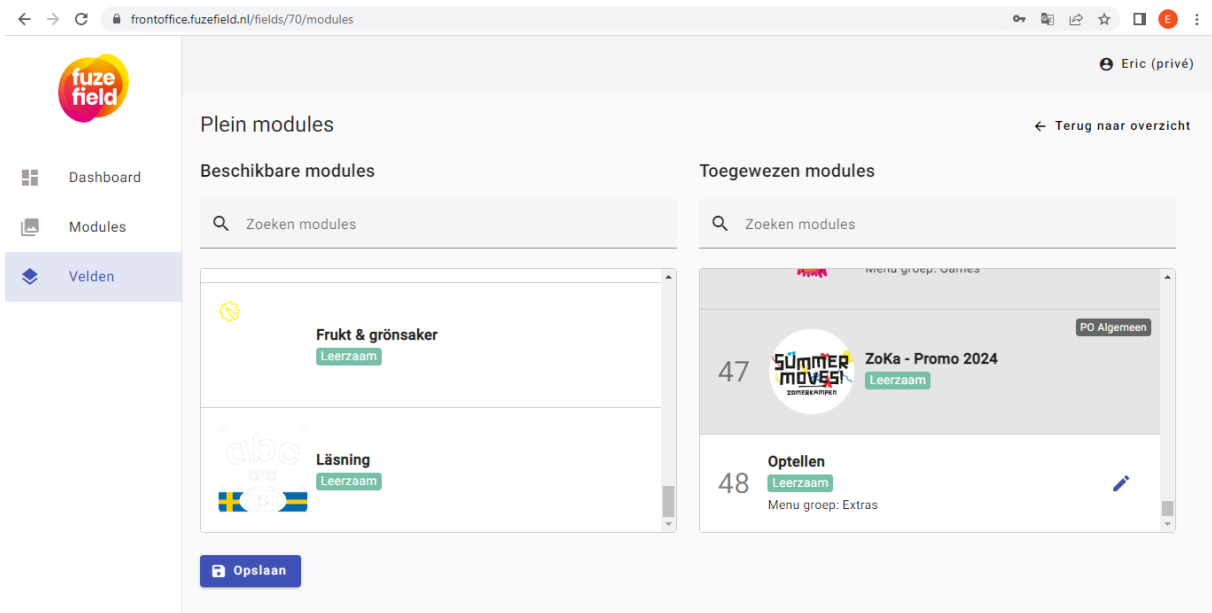 frontoffice.fuzefield.nl/fields/70/modules
E
fuze
field
Eric (privé)
Plein modules
Terug naar overzicht
Dashboard
Modules
Velden
Beschikbare modules
Zoeken modules
Frukt & grönsaker
Leerzaam
abc
ord
S
Läsning
Leerzaam
Toegewezen modules
Zoeken modules
Menu groep: Games
PO Algemeen
47
SUMMER
MOVES!
ZOMERKAMPEN
ZoKa - Promo 2024
Leerzaam
48
Optellen
Leerzaam
Menu groep: Extras
Opslaan